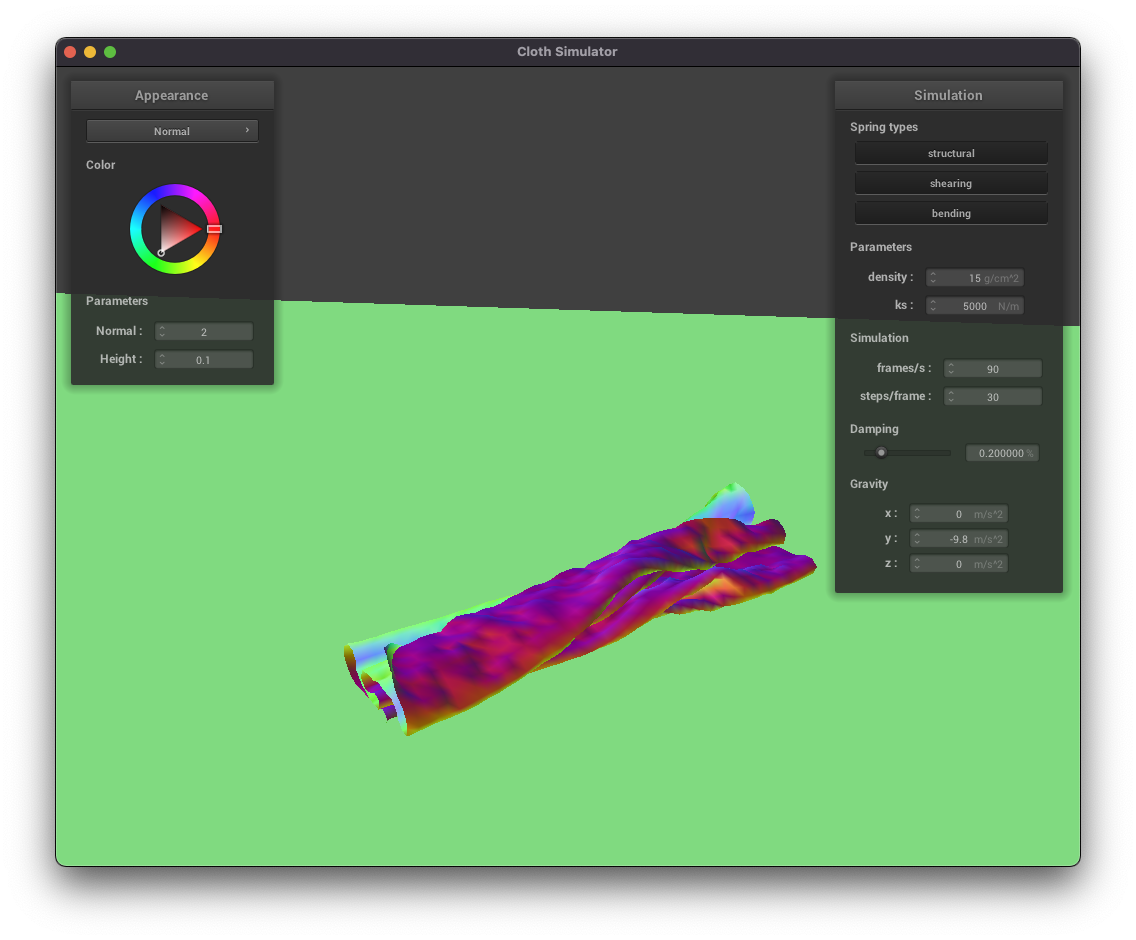 Cloth Simulator
Appearance
Normal ›
Color
Parameters
Normal : 2
Height : 0.1
Simulation
Spring types
structural
shearing
bending
Parameters
density : 15 g/cm^2
ks : 5000 N/m
Simulation
frames/s : 90
steps/frame : 30
Damping
0.200000 %
Gravity
x : 0 m/s^2
y : -9.8 m/s^2
z : 0 m/s^2